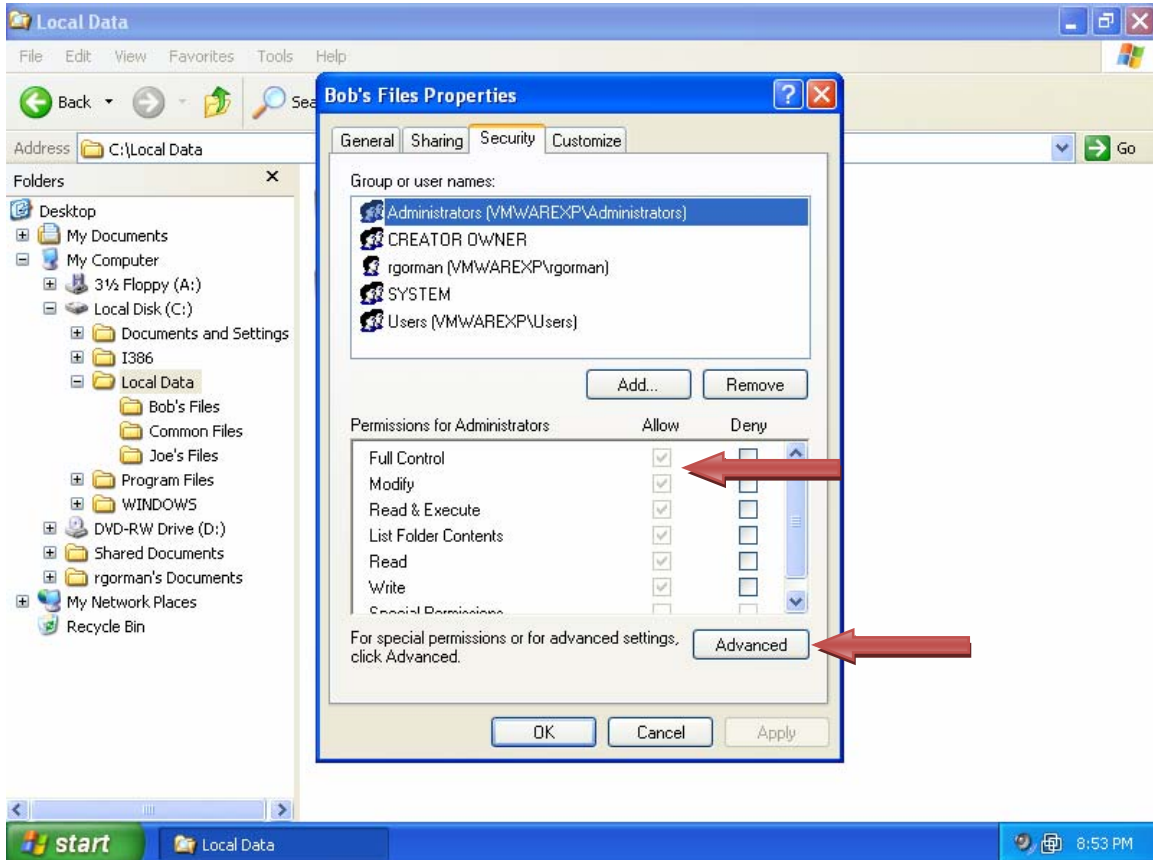 Local Data
File Edit View Favorites Tools Help
Back Sea
Address C:\Local Data Go
Folders
Desktop
My Documents
My Computer
3½ Floppy (A:)
Local Disk (C:)
Documents and Settings
I386
Local Data
Bob's Files
Common Files
Joe's Files
Program Files
WINDOWS
DVD-RW Drive (D:)
Shared Documents
rgorman's Documents
My Network Places
Recycle Bin
Bob's Files Properties
General Sharing Security Customize
Group or user names:
Administrators (VMWAREXP\Administrators)
CREATOR OWNER
rgorman (VMWAREXP\rgorman)
SYSTEM
Users (VMWAREXP\Users)
Add... Remove
Permissions for Administrators Allow Deny
Full Control
Modify
Read & Execute
List Folder Contents
Read
Write
Special Permissions
For special permissions or for advanced settings,
click Advanced.
Advanced
OK Cancel Apply
start Local Data 8:53 PM